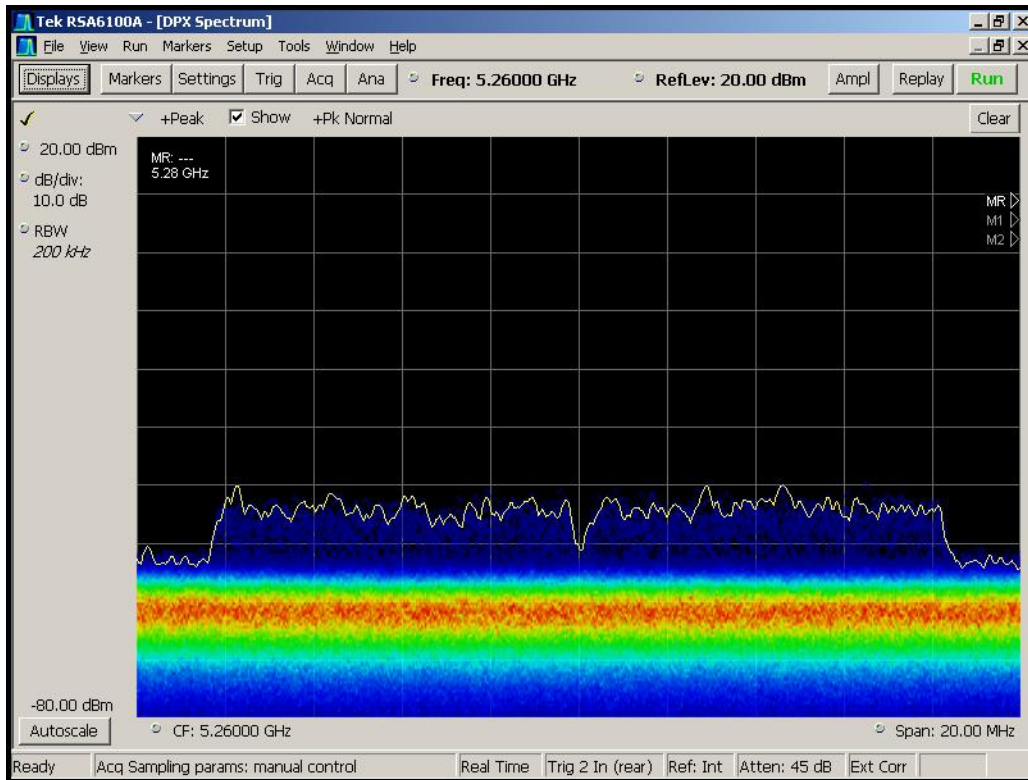 Tek RSA6100A - [DPX Spectrum]
File View Run Markers Setup Tools Window Help
Displays Markers Settings Trig Acq Ana Freq: 5.26000 GHz RefLev: 20.00 dBm Ampl Replay Run
+Peak Show +Pk Normal Clear
20.00 dBm
dB/div:
10.0 dB
RBW
200 kHz
MR: ---
5.28 GHz
MR
M1
M2
-80.00 dBm
Autoscale CF: 5.26000 GHz Span: 20.00 MHz
Ready Acq Sampling params: manual control Real Time Trig 2 In (rear) Ref: Int Atten: 45 dB Ext Corr